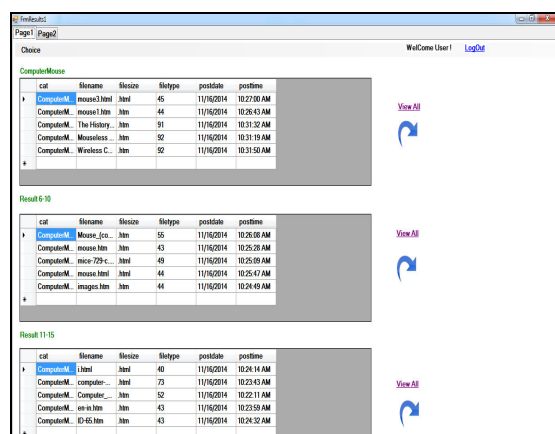 FrmResults1
Page1 Page2
Choice WelCome User ! LogOut
ComputerMouse
cat filename filesize filetype postdate posttime
ComputerM... mouse3.html .html 45 11/16/2014 10:27:00 AM
ComputerM... mouse1.htm .htm 44 11/16/2014 10:26:43 AM
ComputerM... The History... .htm 91 11/16/2014 10:31:32 AM
ComputerM... Mouseless ... .htm 92 11/16/2014 10:31:19 AM
ComputerM... Wireless C... .htm 92 11/16/2014 10:31:50 AM
View All
Result 6-10
cat filename filesize filetype postdate posttime
ComputerM... Mouse_(co... .htm 55 11/16/2014 10:26:08 AM
ComputerM... mouse.htm .htm 43 11/16/2014 10:25:28 AM
ComputerM... mice-729-c... .html 49 11/16/2014 10:25:09 AM
ComputerM... mouse.html .html 44 11/16/2014 10:25:47 AM
ComputerM... images.htm .htm 44 11/16/2014 10:24:49 AM
View All
Result 11-15
cat filename filesize filetype postdate posttime
ComputerM... i.html .html 40 11/16/2014 10:24:14 AM
ComputerM... computer-... .html 73 11/16/2014 10:23:43 AM
ComputerM... Computer_... .htm 52 11/16/2014 10:22:11 AM
ComputerM... en-in.htm .htm 43 11/16/2014 10:23:59 AM
ComputerM... ID-65.htm .htm 43 11/16/2014 10:24:32 AM
View All